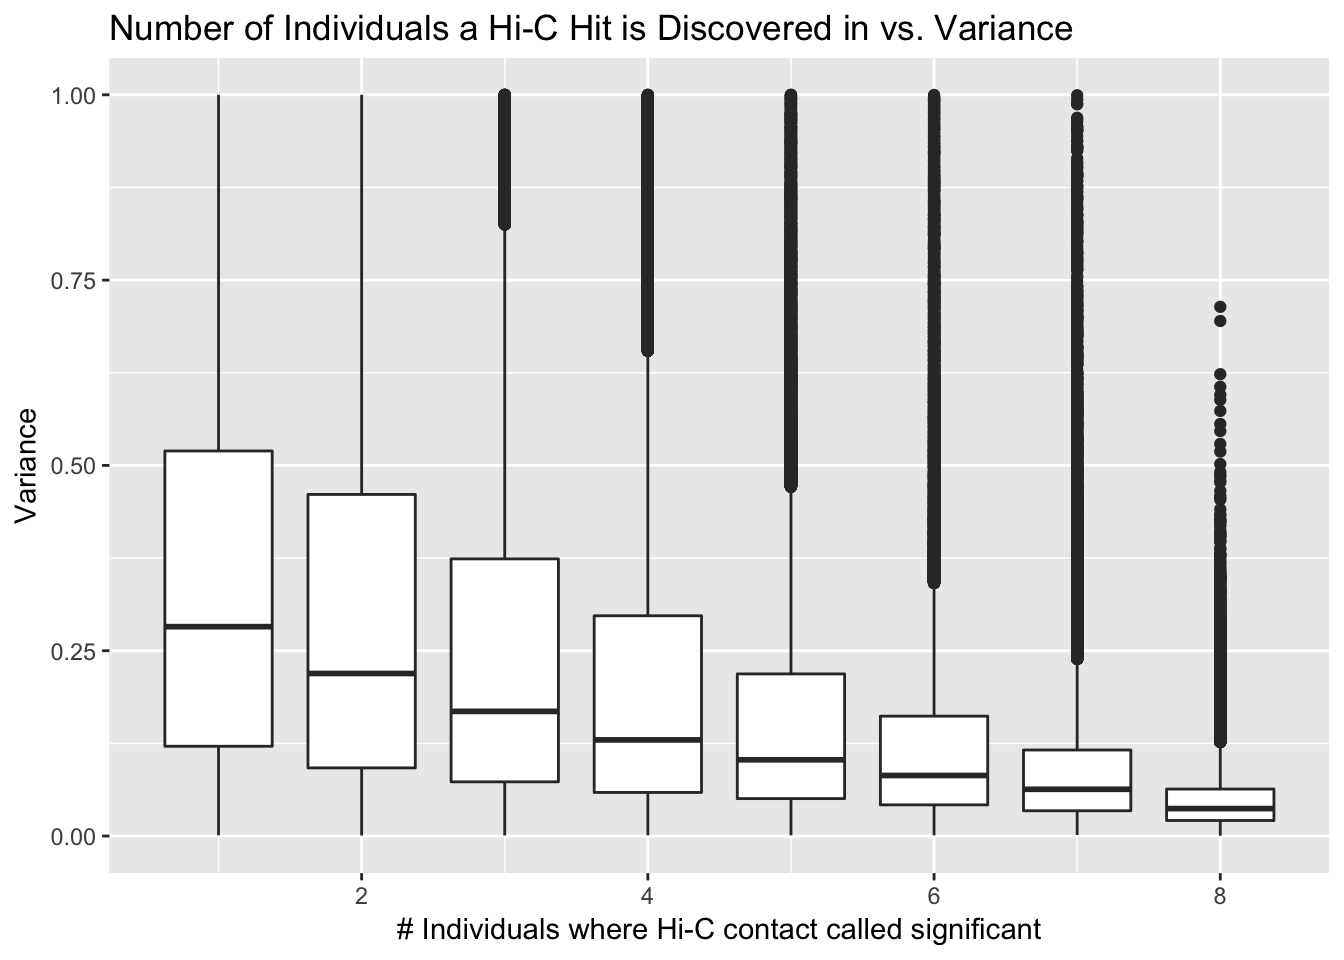 Number of Individuals a Hi-C Hit is Discovered in vs. Variance
1.00
0.75
0.50
0.25
0.00
Variance
2 4 6 8
# Individuals where Hi-C contact called significant